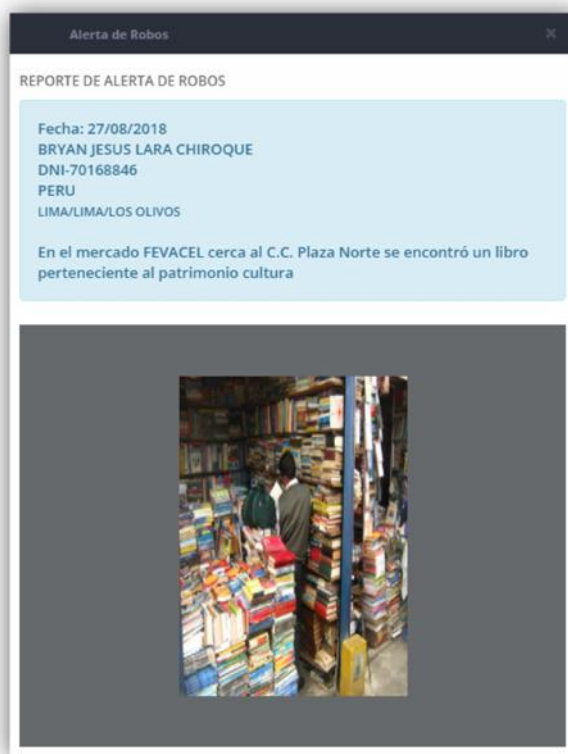 Alerta de Robos ×
REPORTE DE ALERTA DE ROBOS
Fecha: 27/08/2018
BRYAN JESUS LARA CHIROQUE
DNI-70168846
PERU
LIMA/LIMA/LOS OLIVOS
En el mercado FEVACEL cerca al C.C. Plaza Norte se encontró un libro
perteneciente al patrimonio cultura